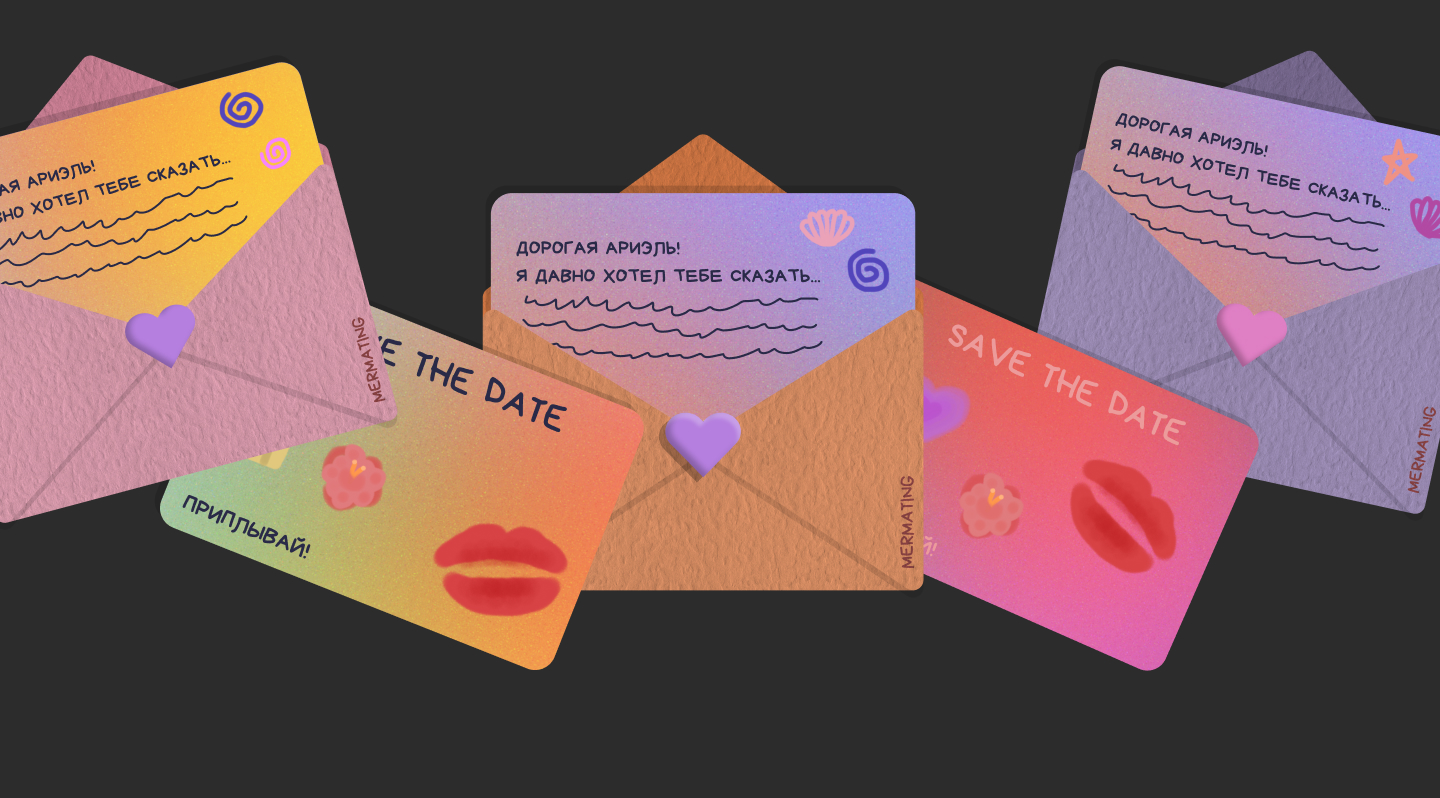 АЯ АРИЭЛЬ!
ВНО ХОТЕЛ ТЕБЕ СКАЗАТЬ...
MERMATING
E THE DATE
ПРИПЛЫВАЙ!
ДОРОГАЯ АРИЭЛЬ!
Я ДАВНО ХОТЕЛ ТЕБЕ СКАЗАТЬ...
MERMATING
SAVE THE DATE
Й!
ДОРОГАЯ АРИЭЛЬ!
Я ДАВНО ХОТЕЛ ТЕБЕ СКАЗАТЬ...
MERMATING